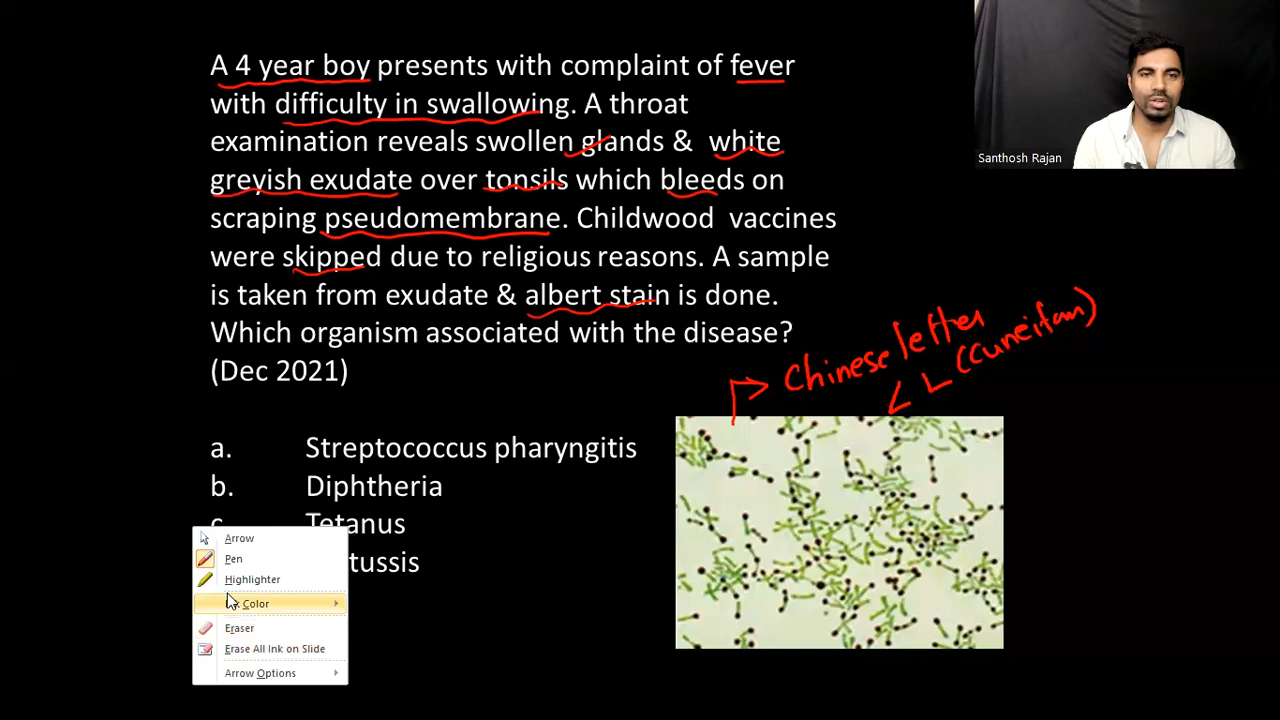 A 4 year boy presents with complaint of fever
with difficulty in swallowing. A throat
examination reveals swollen glands & white
greyish exudate over tonsils which bleeds on
scraping pseudomembrane. Childwood vaccines
were skipped due to religious reasons. A sample
is taken from exudate & albert stain is done.
Which organism associated with the disease?
(Dec 2021)
Santhosh Rajan
Chinese letter
(Cuneiform)
a. Streptococcus pharyngitis
b. Diphtheria
c. Tetanus
tussis
Arrow
Pen
Highlighter
Color
Eraser
Erase All Ink on Slide
Arrow Options